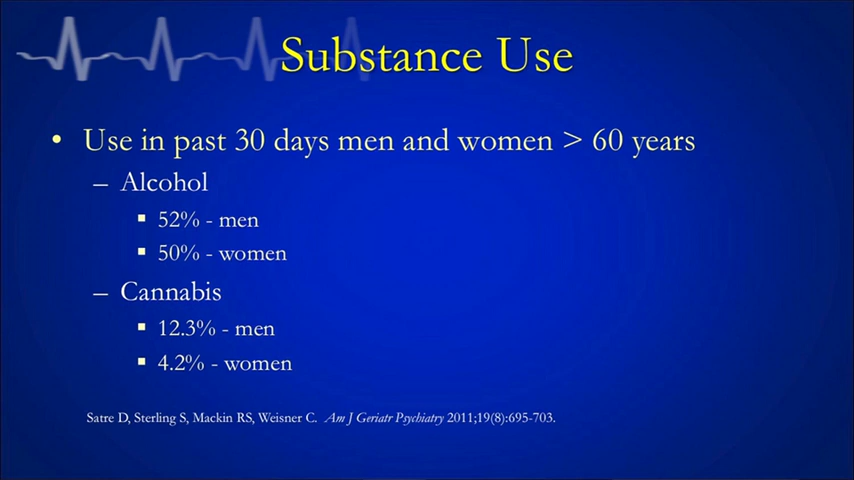 Substance Use
• Use in past 30 days men and women > 60 years
– Alcohol
▪ 52% - men
▪ 50% - women
– Cannabis
▪ 12.3% - men
▪ 4.2% - women
Satre D, Sterling S, Mackin RS, Weisner C. Am J Geriatr Psychiatry 2011;19(8):695-703.